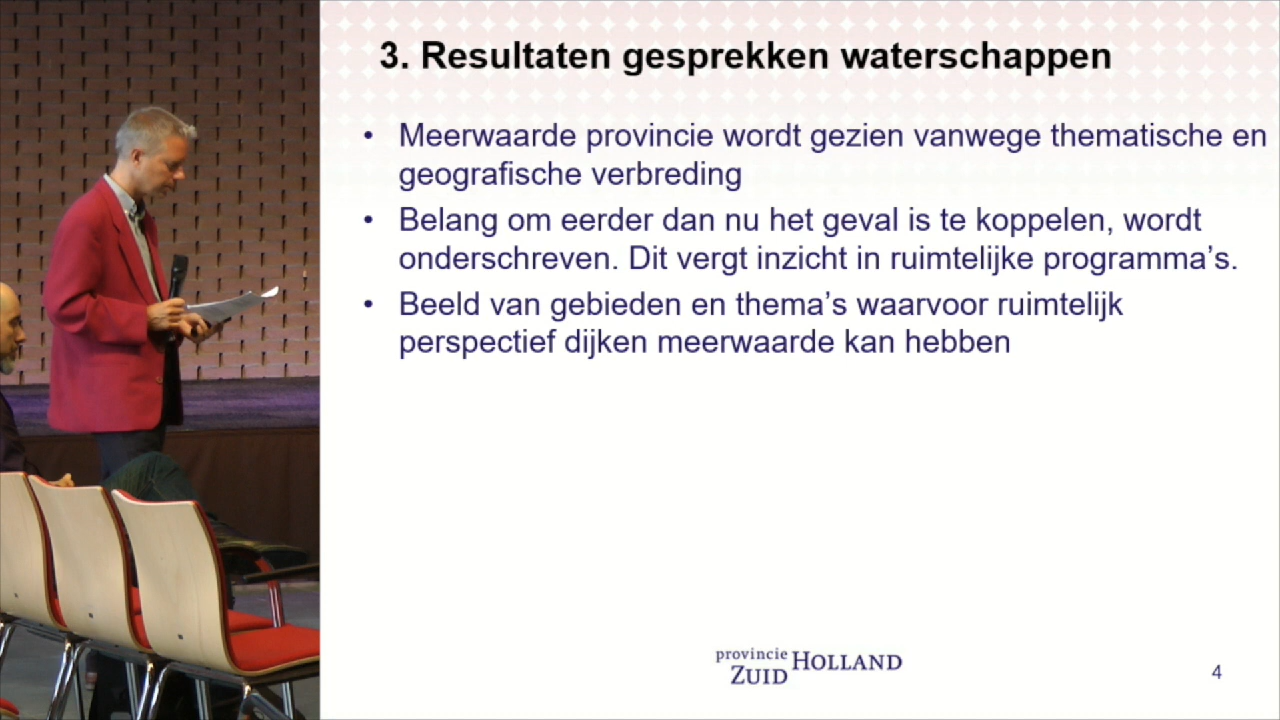 3. Resultaten gesprekken waterschappen
• Meerwaarde provincie wordt gezien vanwege thematische en
geografische verbreding
• Belang om eerder dan nu het geval is te koppelen, wordt
onderschreven. Dit vergt inzicht in ruimtelijke programma’s.
• Beeld van gebieden en thema’s waarvoor ruimtelijk
perspectief dijken meerwaarde kan hebben
provincie HOLLAND
ZUID
4